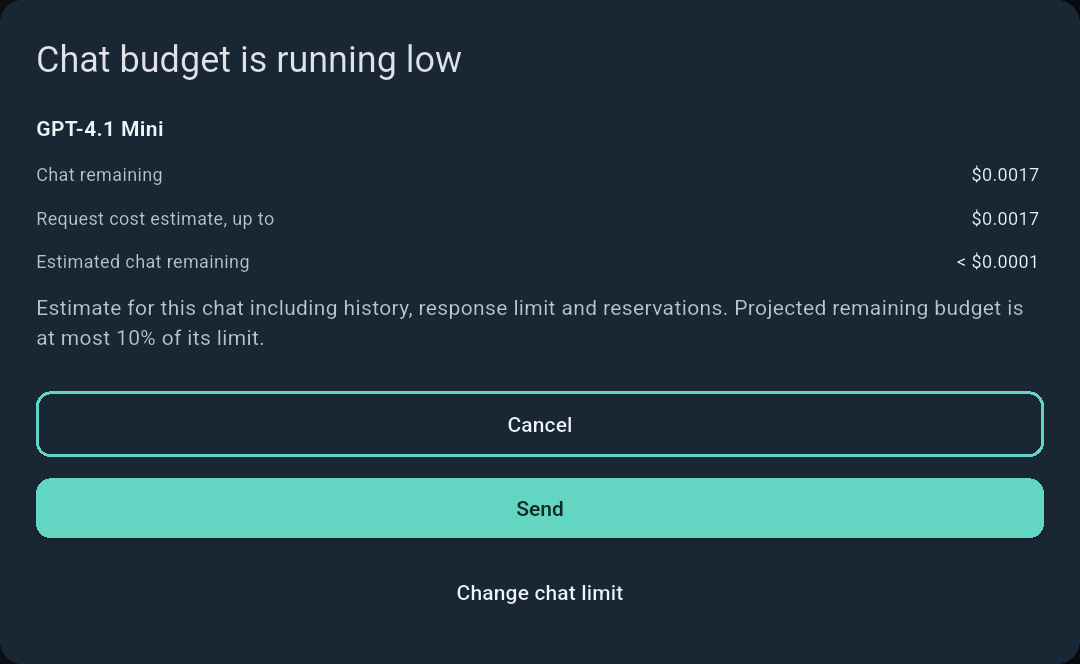 Chat budget is running low
GPT-4.1 Mini
Chat remaining $0.0017
Request cost estimate, up to $0.0017
Estimated chat remaining < $0.0001
Estimate for this chat including history, response limit and reservations. Projected remaining budget is
at most 10% of its limit.
Cancel
Send
Change chat limit